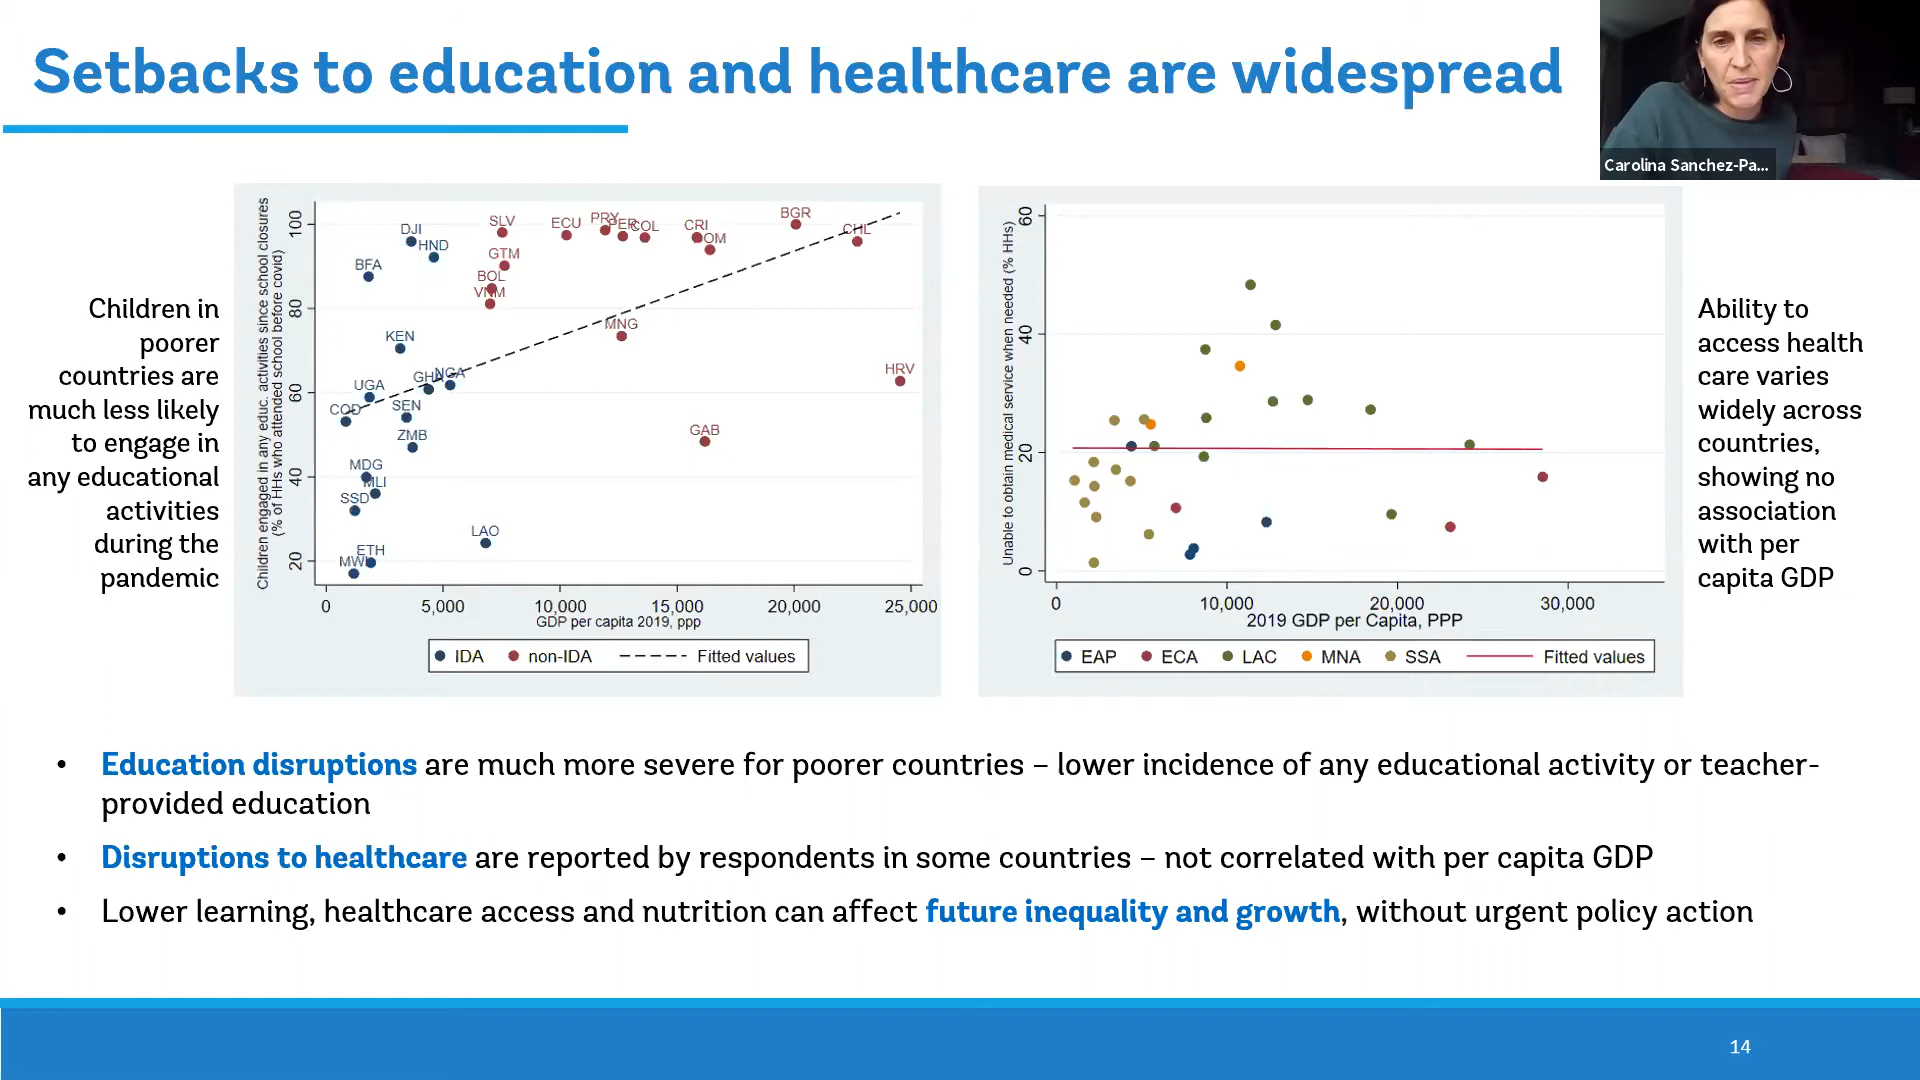 Setbacks to education and healthcare are widespread
Carolina Sanchez-Pa...
Children in
poorer
countries are
much less likely
to engage in
any educational
activities
during the
pandemic
Children engaged in any educ. activities since school closures
(% of HHs who attended school before covid)
100
80
60
40
20
DJI
HND
BFA
SLV
GTM
BOL
VNM
ECU
PRY
PER
COL
CRI
DOM
BGR
CHL
KEN
MNG
HRV
UGA
GHA
NGA
COD
SEN
ZMB
GAB
MDG
MLI
SSD
LAO
ETH
MWI
0
5,000
10,000
15,000
20,000
25,000
GDP per capita 2019, ppp
IDA
non-IDA
Fitted values
Unable to obtain medical service when needed (% HHs)
60
40
20
0
0
10,000
20,000
30,000
2019 GDP per Capita, PPP
EAP
ECA
LAC
MNA
SSA
Fitted values
Ability to
access health
care varies
widely across
countries,
showing no
association
with per
capita GDP
• Education disruptions are much more severe for poorer countries – lower incidence of any educational activity or teacher-
provided education
• Disruptions to healthcare are reported by respondents in some countries – not correlated with per capita GDP
• Lower learning, healthcare access and nutrition can affect future inequality and growth, without urgent policy action
14